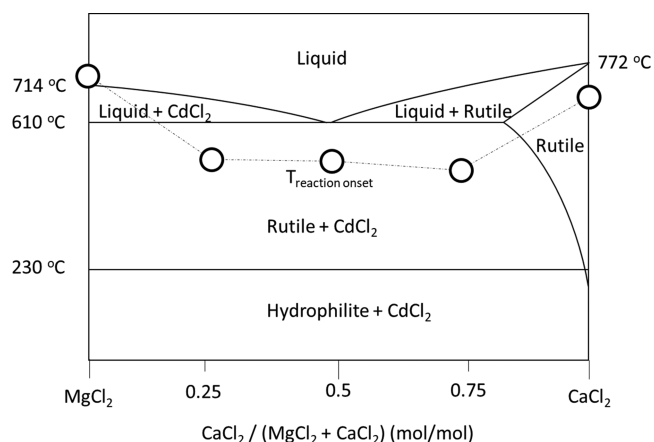 Liquid
772 °C
714 °C
Liquid + CdCl₂
Liquid + Rutile
610 °C
Rutile
T reaction onset
Rutile + CdCl₂
230 °C
Hydrophilite + CdCl₂
MgCl₂
0.25
0.5
0.75
CaCl₂
CaCl₂ / (MgCl₂ + CaCl₂) (mol/mol)